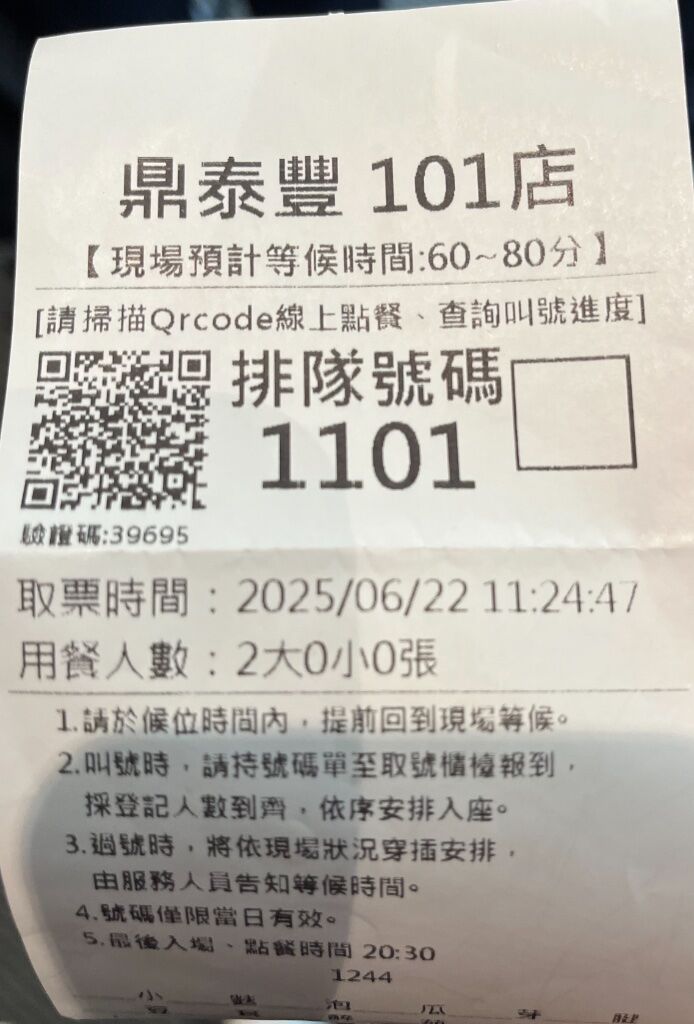 鼎泰豐 101店
【現場預計等候時間:60~80分】
[請掃描Qrcode線上點餐、查詢叫號進度]
排隊號碼
1101
驗證碼:39695
取票時間：2025/06/22 11:24:47
用餐人數：2大0小0張
1.請於候位時間內，提前回到現場等候。
2.叫號時，請持號碼單至取號櫃檯報到，
採登記人數到齊，依序安排入座。
3.過號時，將依現場狀況穿插安排，
由服務人員告知等候時間。
4.號碼僅限當日有效。
5.最後入場、點餐時間 20:30
1244
小 泡 瓜 芽